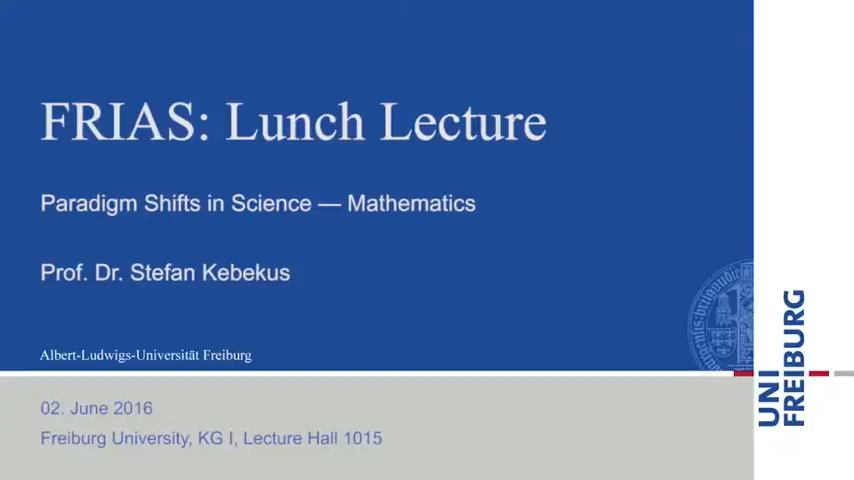 FRIAS: Lunch Lecture
Paradigm Shifts in Science — Mathematics
Prof. Dr. Stefan Kebekus
Albert-Ludwigs-Universität Freiburg
02. June 2016
Freiburg University, KG I, Lecture Hall 1015
UNI
FREIBURG